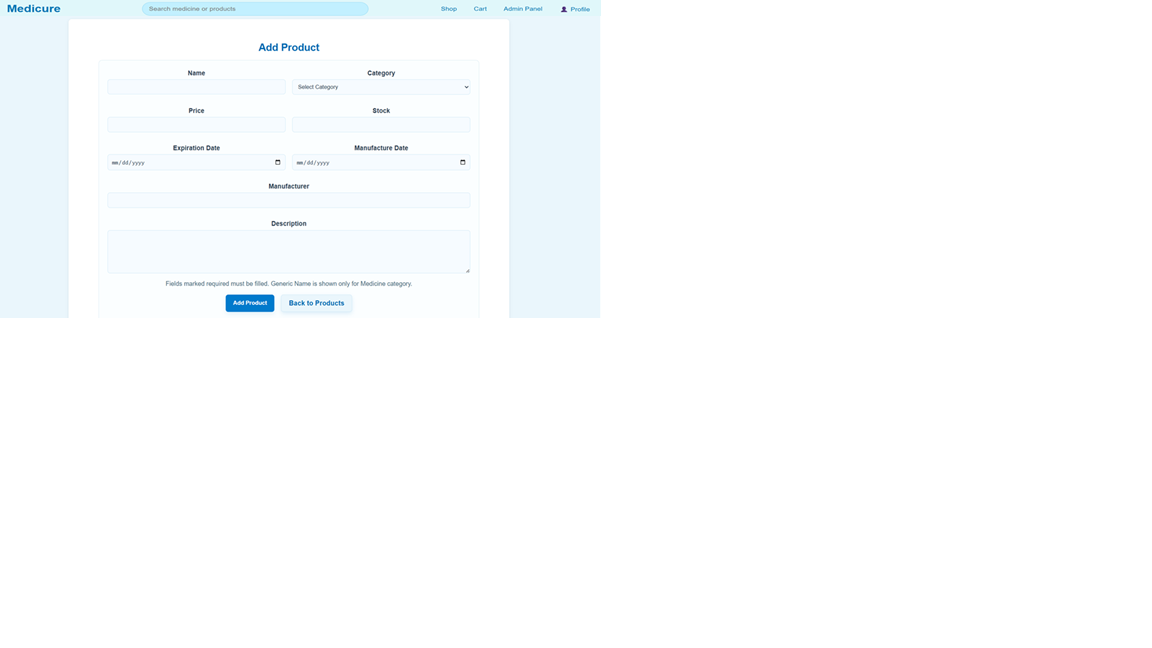 Medicure
Search medicine or products
Shop Cart Admin Panel Profile
Add Product
Name Category
Select Category
Price Stock
Expiration Date Manufacture Date
mm/dd/yyyy mm/dd/yyyy
Manufacturer
Description
Fields marked required must be filled. Generic Name is shown only for Medicine category.
Add Product Back to Products